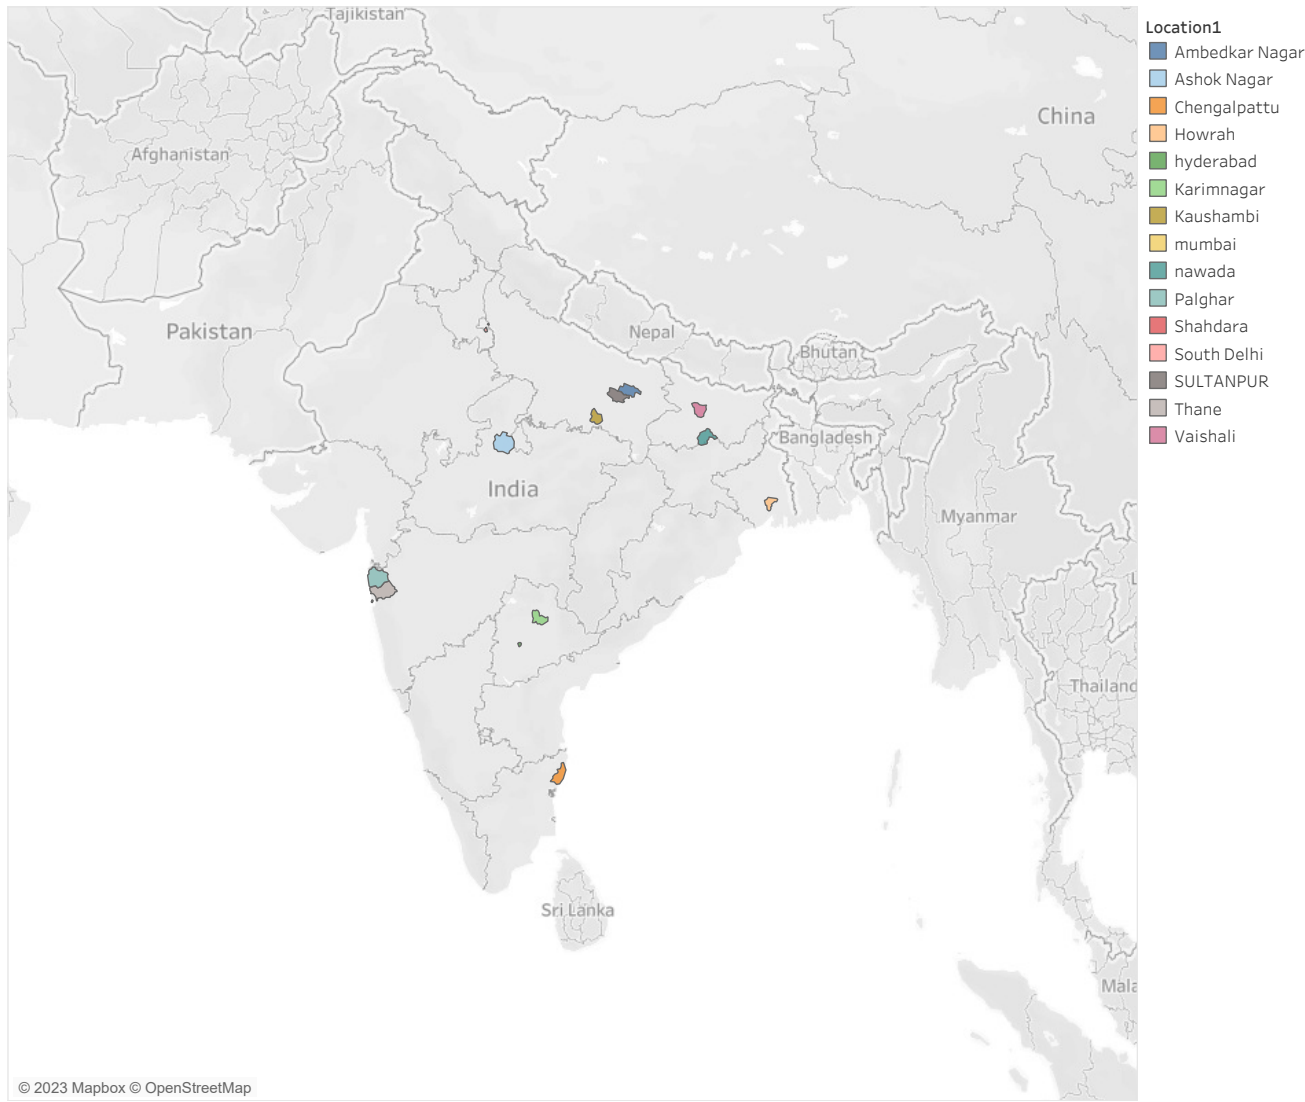 Tajikistan
China
Afghanistan
Pakistan
Nepal
Bhutan
Bangladesh
India
Myanmar
Thailand
Sri Lanka
Mala
L
© 2023 Mapbox © OpenStreetMap
Location1
Ambedkar Nagar
Ashok Nagar
Chengalpattu
Howrah
hyderabad
Karimnagar
Kaushambi
mumbai
nawada
Palghar
Shahdara
South Delhi
SULTANPUR
Thane
Vaishali